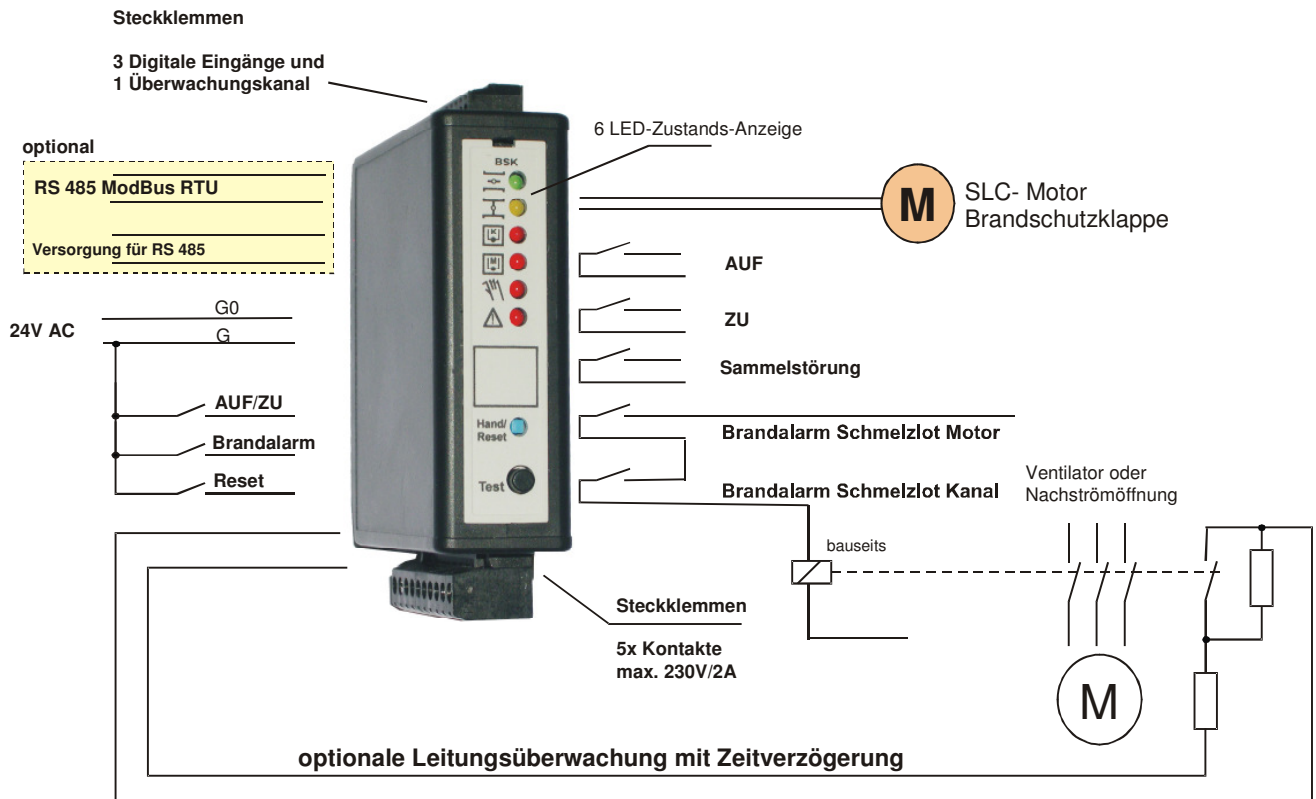 Steckklemmen
3 Digitale Eingänge und
1 Überwachungskanal
6 LED-Zustands-Anzeige
optional
RS 485 ModBus RTU
Versorgung für RS 485
24V AC
G0
G
AUF/ZU
Brandalarm
Reset
BSK
K
M
Hand/
Reset
Test
M
SLC- Motor
Brandschutzklappe
AUF
ZU
Sammelstörung
Brandalarm Schmelzlot Motor
Brandalarm Schmelzlot Kanal
Ventilator oder
Nachströmöffnung
bauseits
Steckklemmen
5x Kontakte
max. 230V/2A
M
optionale Leitungsüberwachung mit Zeitverzögerung